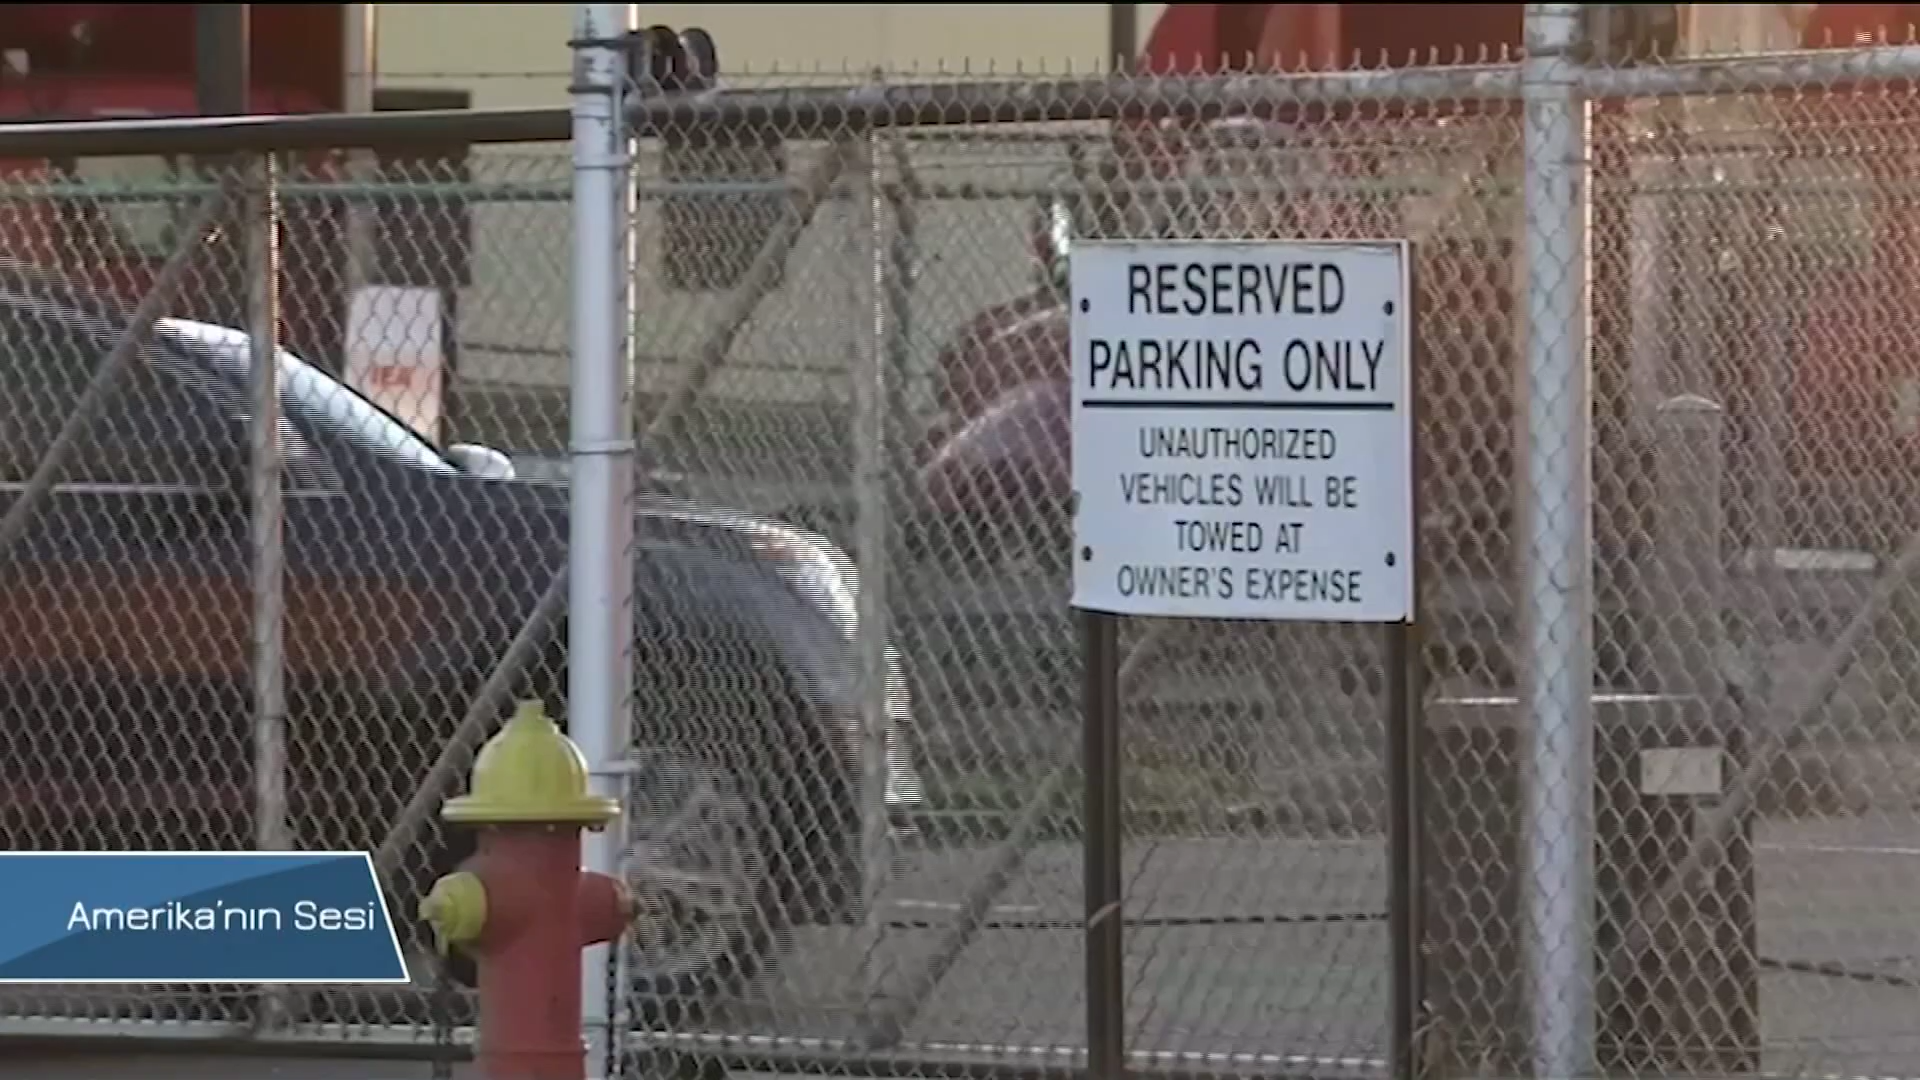 RESERVED
PARKING ONLY
UNAUTHORIZED
VEHICLES WILL BE
TOWED AT
OWNER'S EXPENSE
Amerika'nın Sesi